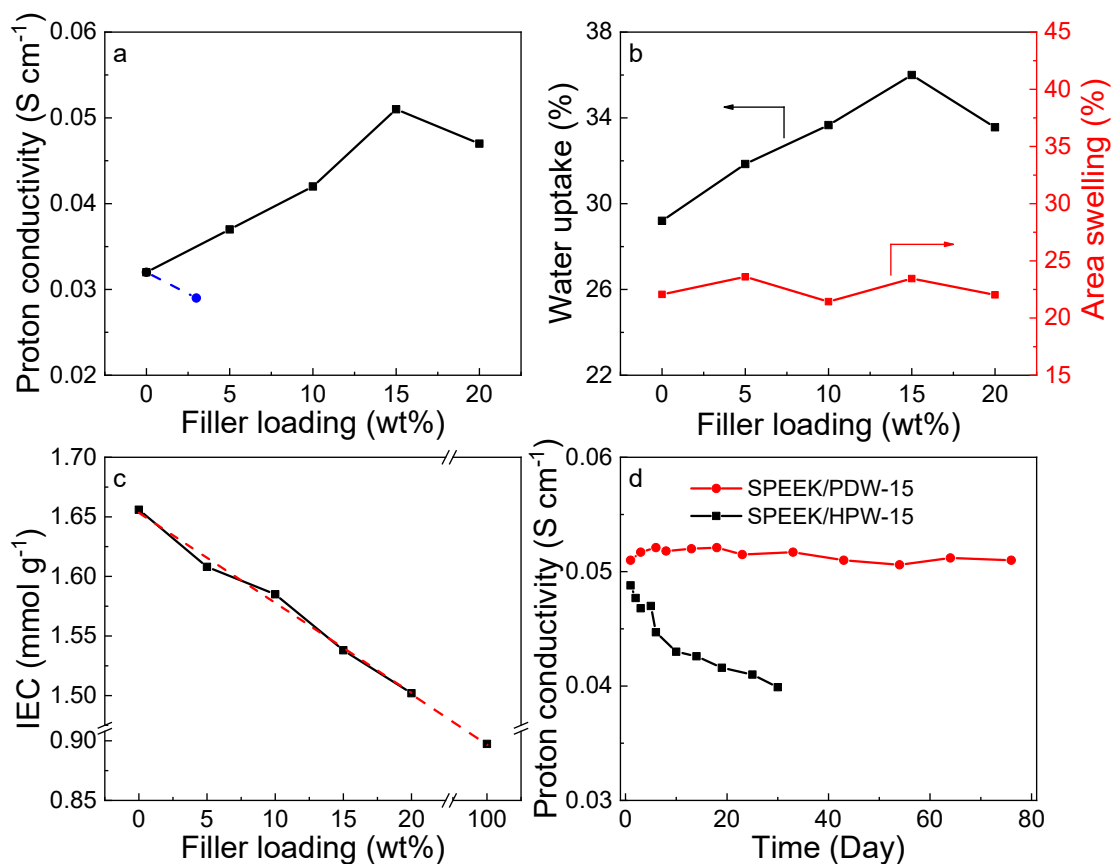 a
Proton conductivity (S cm⁻¹)
0.06
0.05
0.04
0.03
0.02
0 5 10 15 20
Filler loading (wt%)
b
Water uptake (%)
38
34
30
26
22
0 5 10 15 20
Filler loading (wt%)
45
40
35
30
25
20
15
Area swelling (%)
c
IEC (mmol g⁻¹)
1.70
1.65
1.60
1.55
1.50
0.90
0.85
0 5 10 15 20 100
Filler loading (wt%)
d
Proton conductivity (S cm⁻¹)
0.06
0.05
0.04
0.03
SPEEK/PDW-15
SPEEK/HPW-15
0 20 40 60 80
Time (Day)